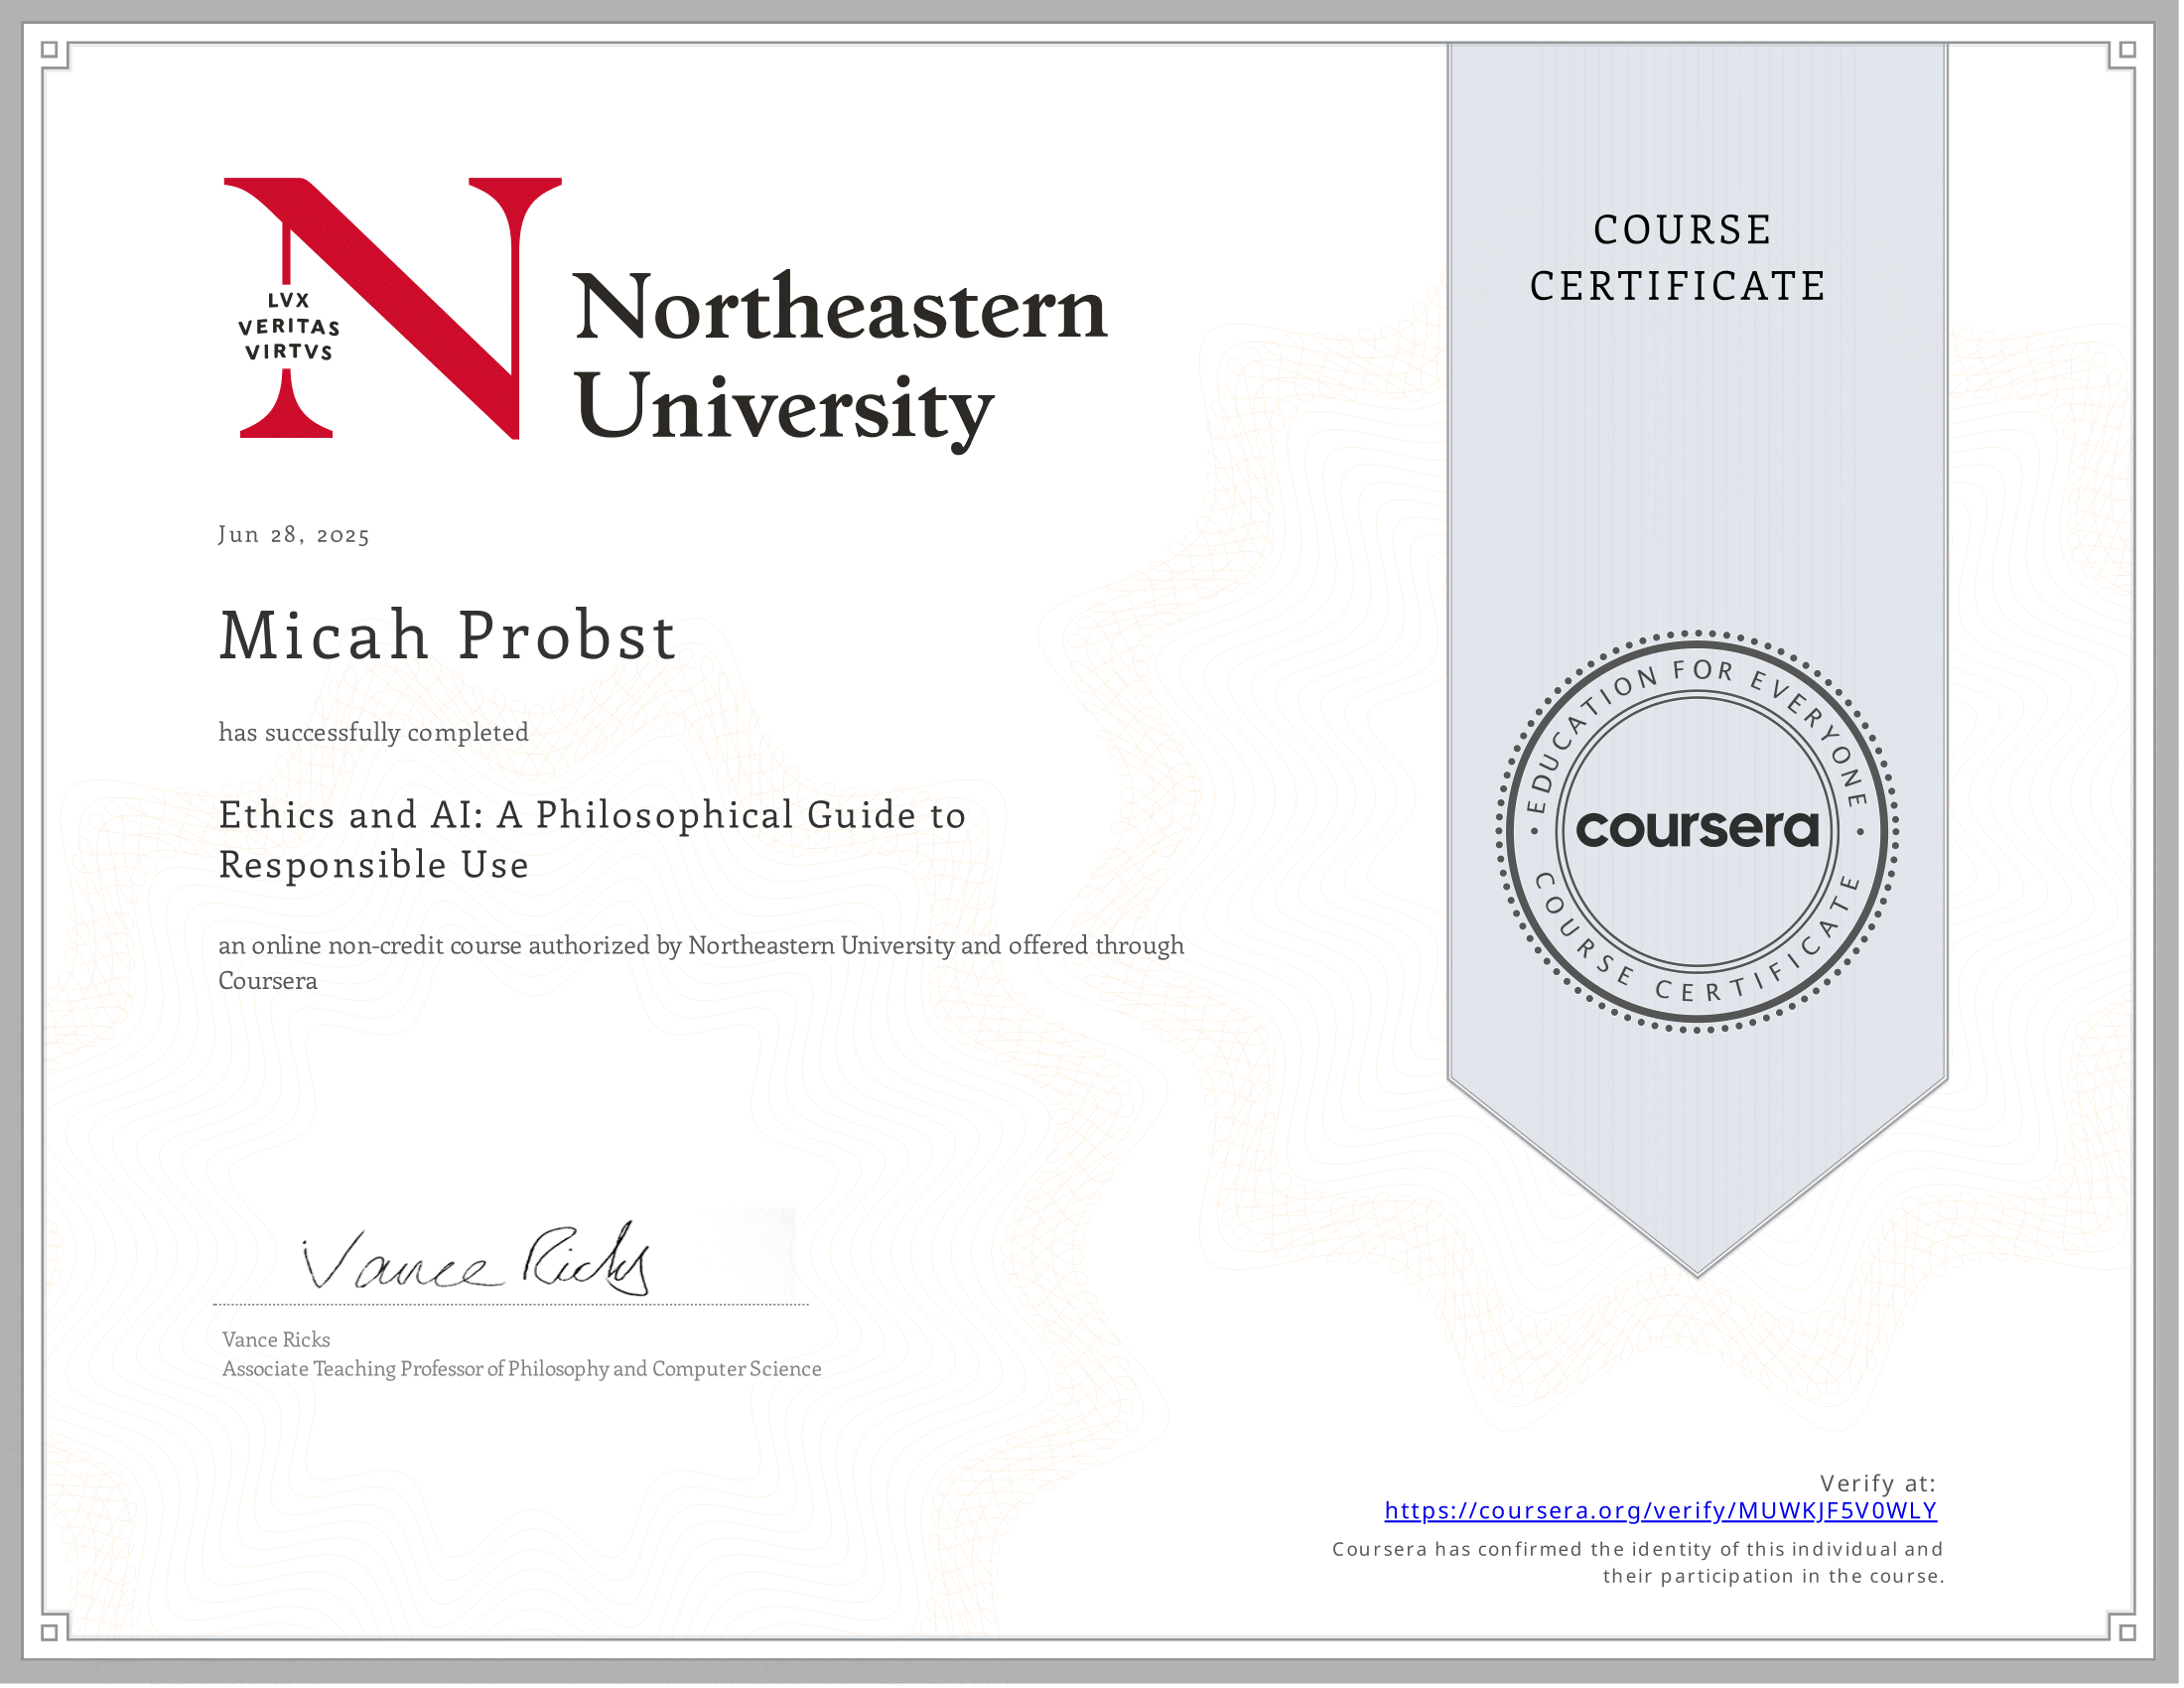 LVX
VERITAS
VIRTVS
Northeastern
University
COURSE
CERTIFICATE
Jun 28, 2025
Micah Probst
has successfully completed
Ethics and AI: A Philosophical Guide to
Responsible Use
an online non-credit course authorized by Northeastern University and offered through
Coursera
EDUCATION FOR EVERYONE
coursera
COURSE CERTIFICATE
Vance Ricks
Vance Ricks
Associate Teaching Professor of Philosophy and Computer Science
Verify at:
https://coursera.org/verify/MUWKJF5V0WLY
Coursera has confirmed the identity of this individual and
their participation in the course.